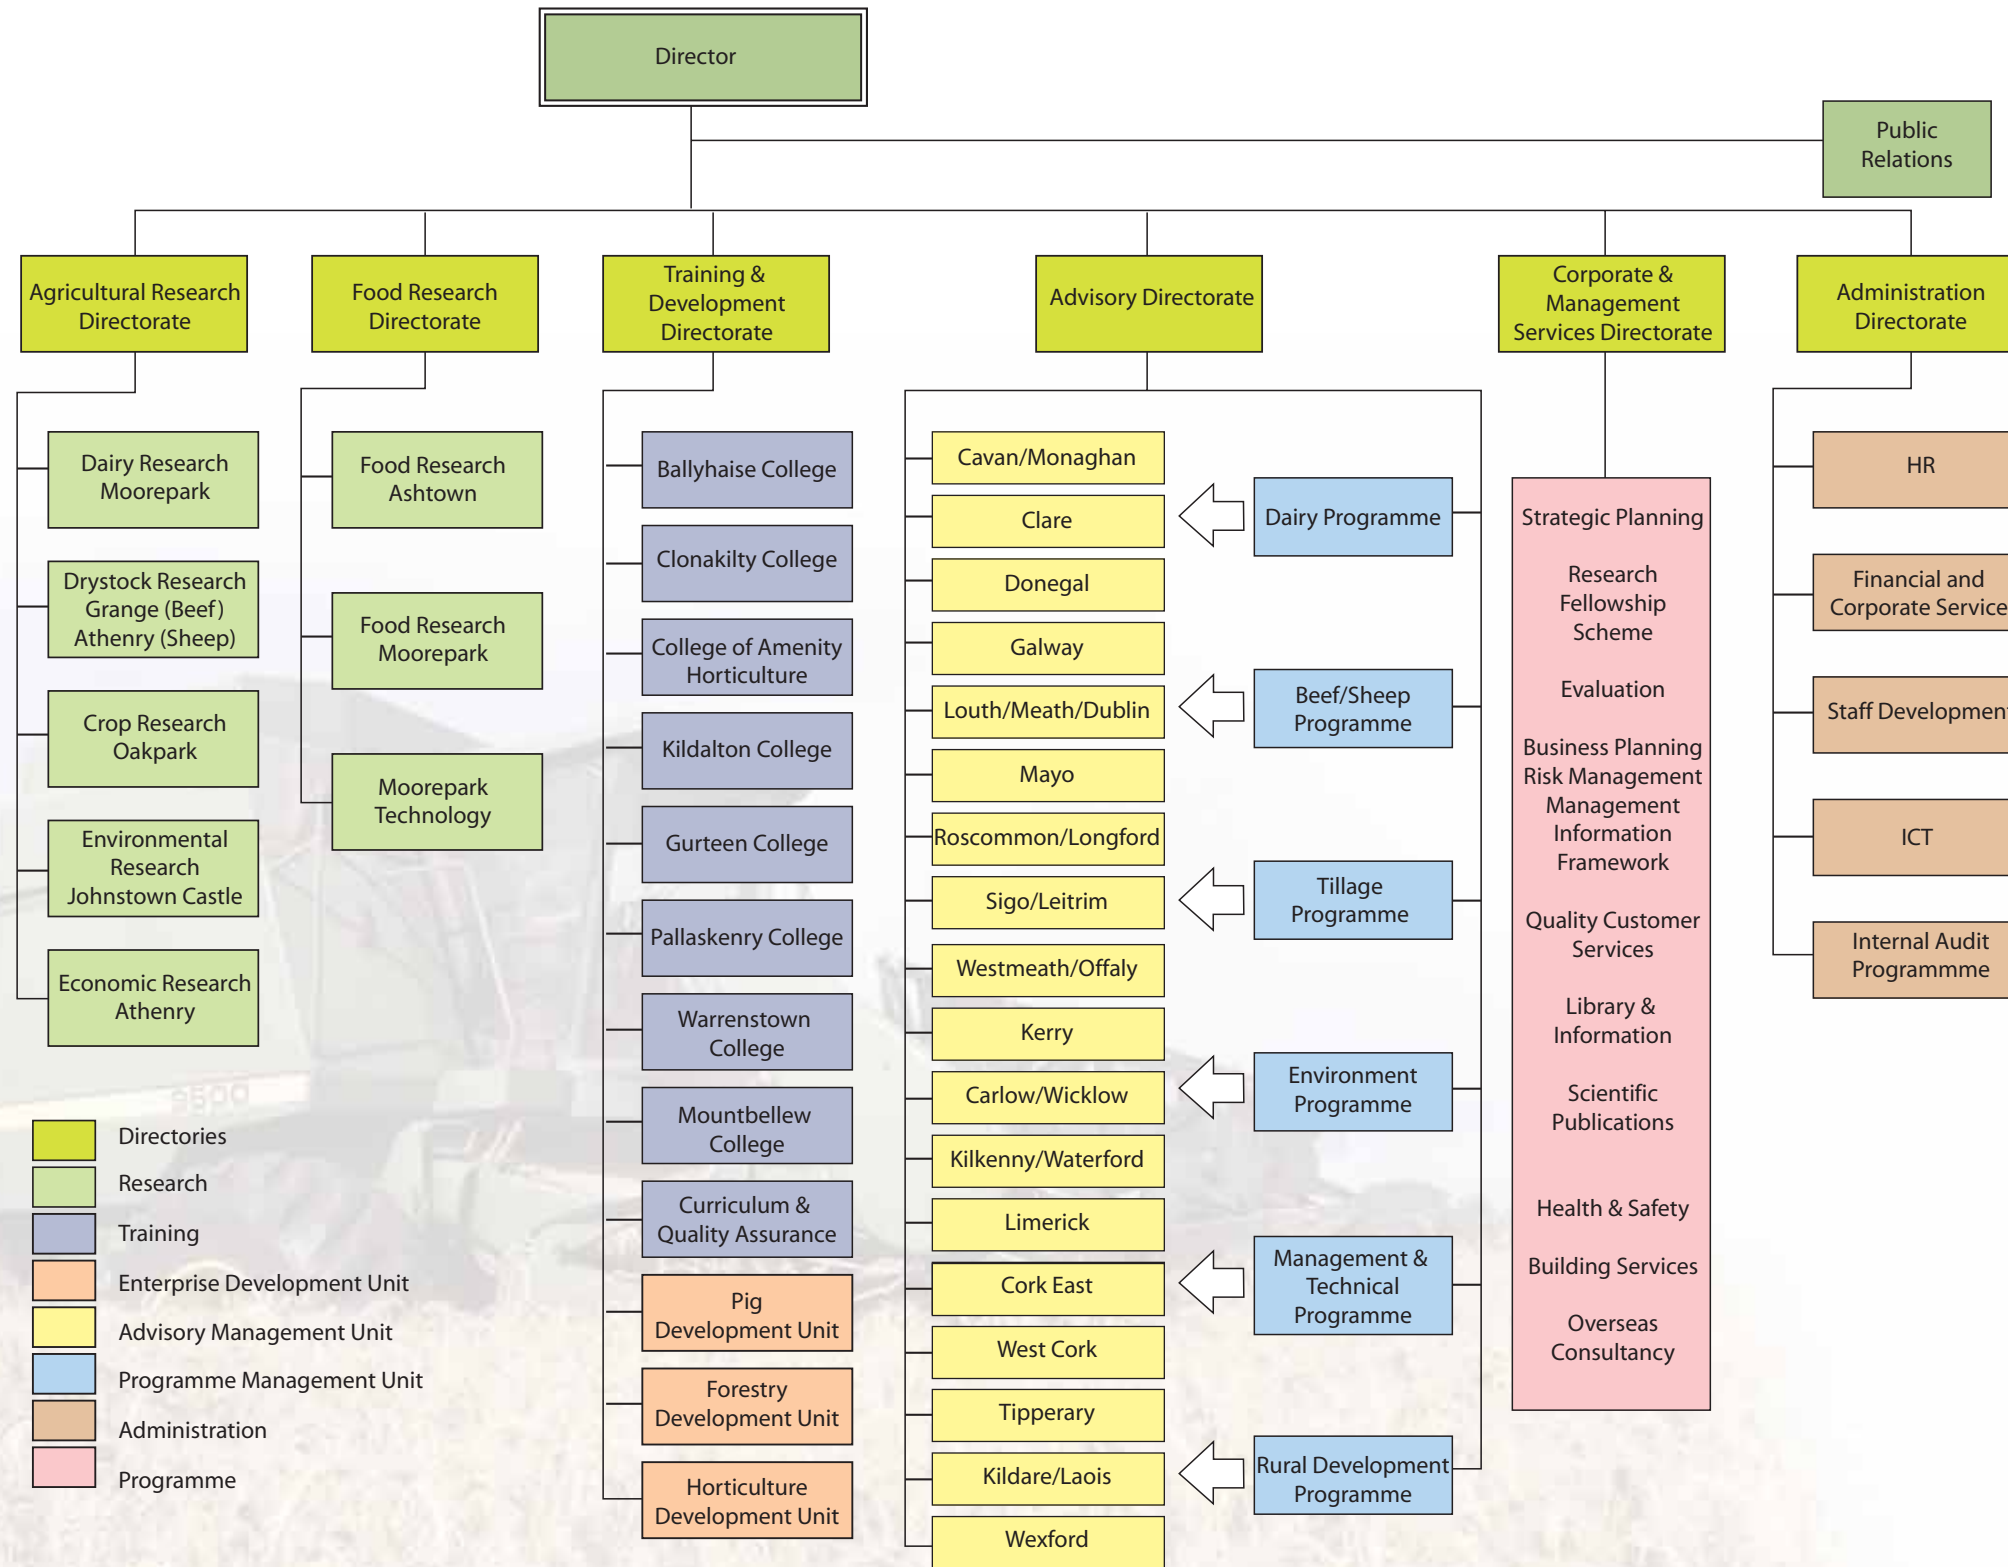 Director
Public
Relations
Agricultural Research
Directorate
Food Research
Directorate
Training &
Development
Directorate
Advisory Directorate
Corporate &
Management
Services Directorate
Administration
Directorate
Dairy Research
Moorepark
Drystock Research
Grange (Beef)
Athenry (Sheep)
Crop Research
Oakpark
Environmental
Research
Johnstown Castle
Economic Research
Athenry
Food Research
Ashtown
Food Research
Moorepark
Moorepark
Technology
Ballyhaise College
Clonakilty College
College of Amenity
Horticulture
Kildalton College
Gurteen College
Pallaskenry College
Warrenstown
College
Mountbellew
College
Curriculum &
Quality Assurance
Pig
Development Unit
Forestry
Development Unit
Horticulture
Development Unit
Cavan/Monaghan
Clare
Donegal
Galway
Louth/Meath/Dublin
Mayo
Roscommon/Longford
Sigo/Leitrim
Westmeath/Offaly
Kerry
Carlow/Wicklow
Kilkenny/Waterford
Limerick
Cork East
West Cork
Tipperary
Kildare/Laois
Wexford
Dairy Programme
Beef/Sheep
Programme
Tillage
Programme
Environment
Programme
Management &
Technical
Programme
Rural Development
Programme
Strategic Planning
Research
Fellowship
Scheme
Evaluation
Business Planning
Risk Management
Management
Information
Framework
Quality Customer
Services
Library &
Information
Scientific
Publications
Health & Safety
Building Services
Overseas
Consultancy
HR
Financial and
Corporate Service
Staff Development
ICT
Internal Audit
Programmme
9500
Directories
Research
Training
Enterprise Development Unit
Advisory Management Unit
Programme Management Unit
Administration
Programme